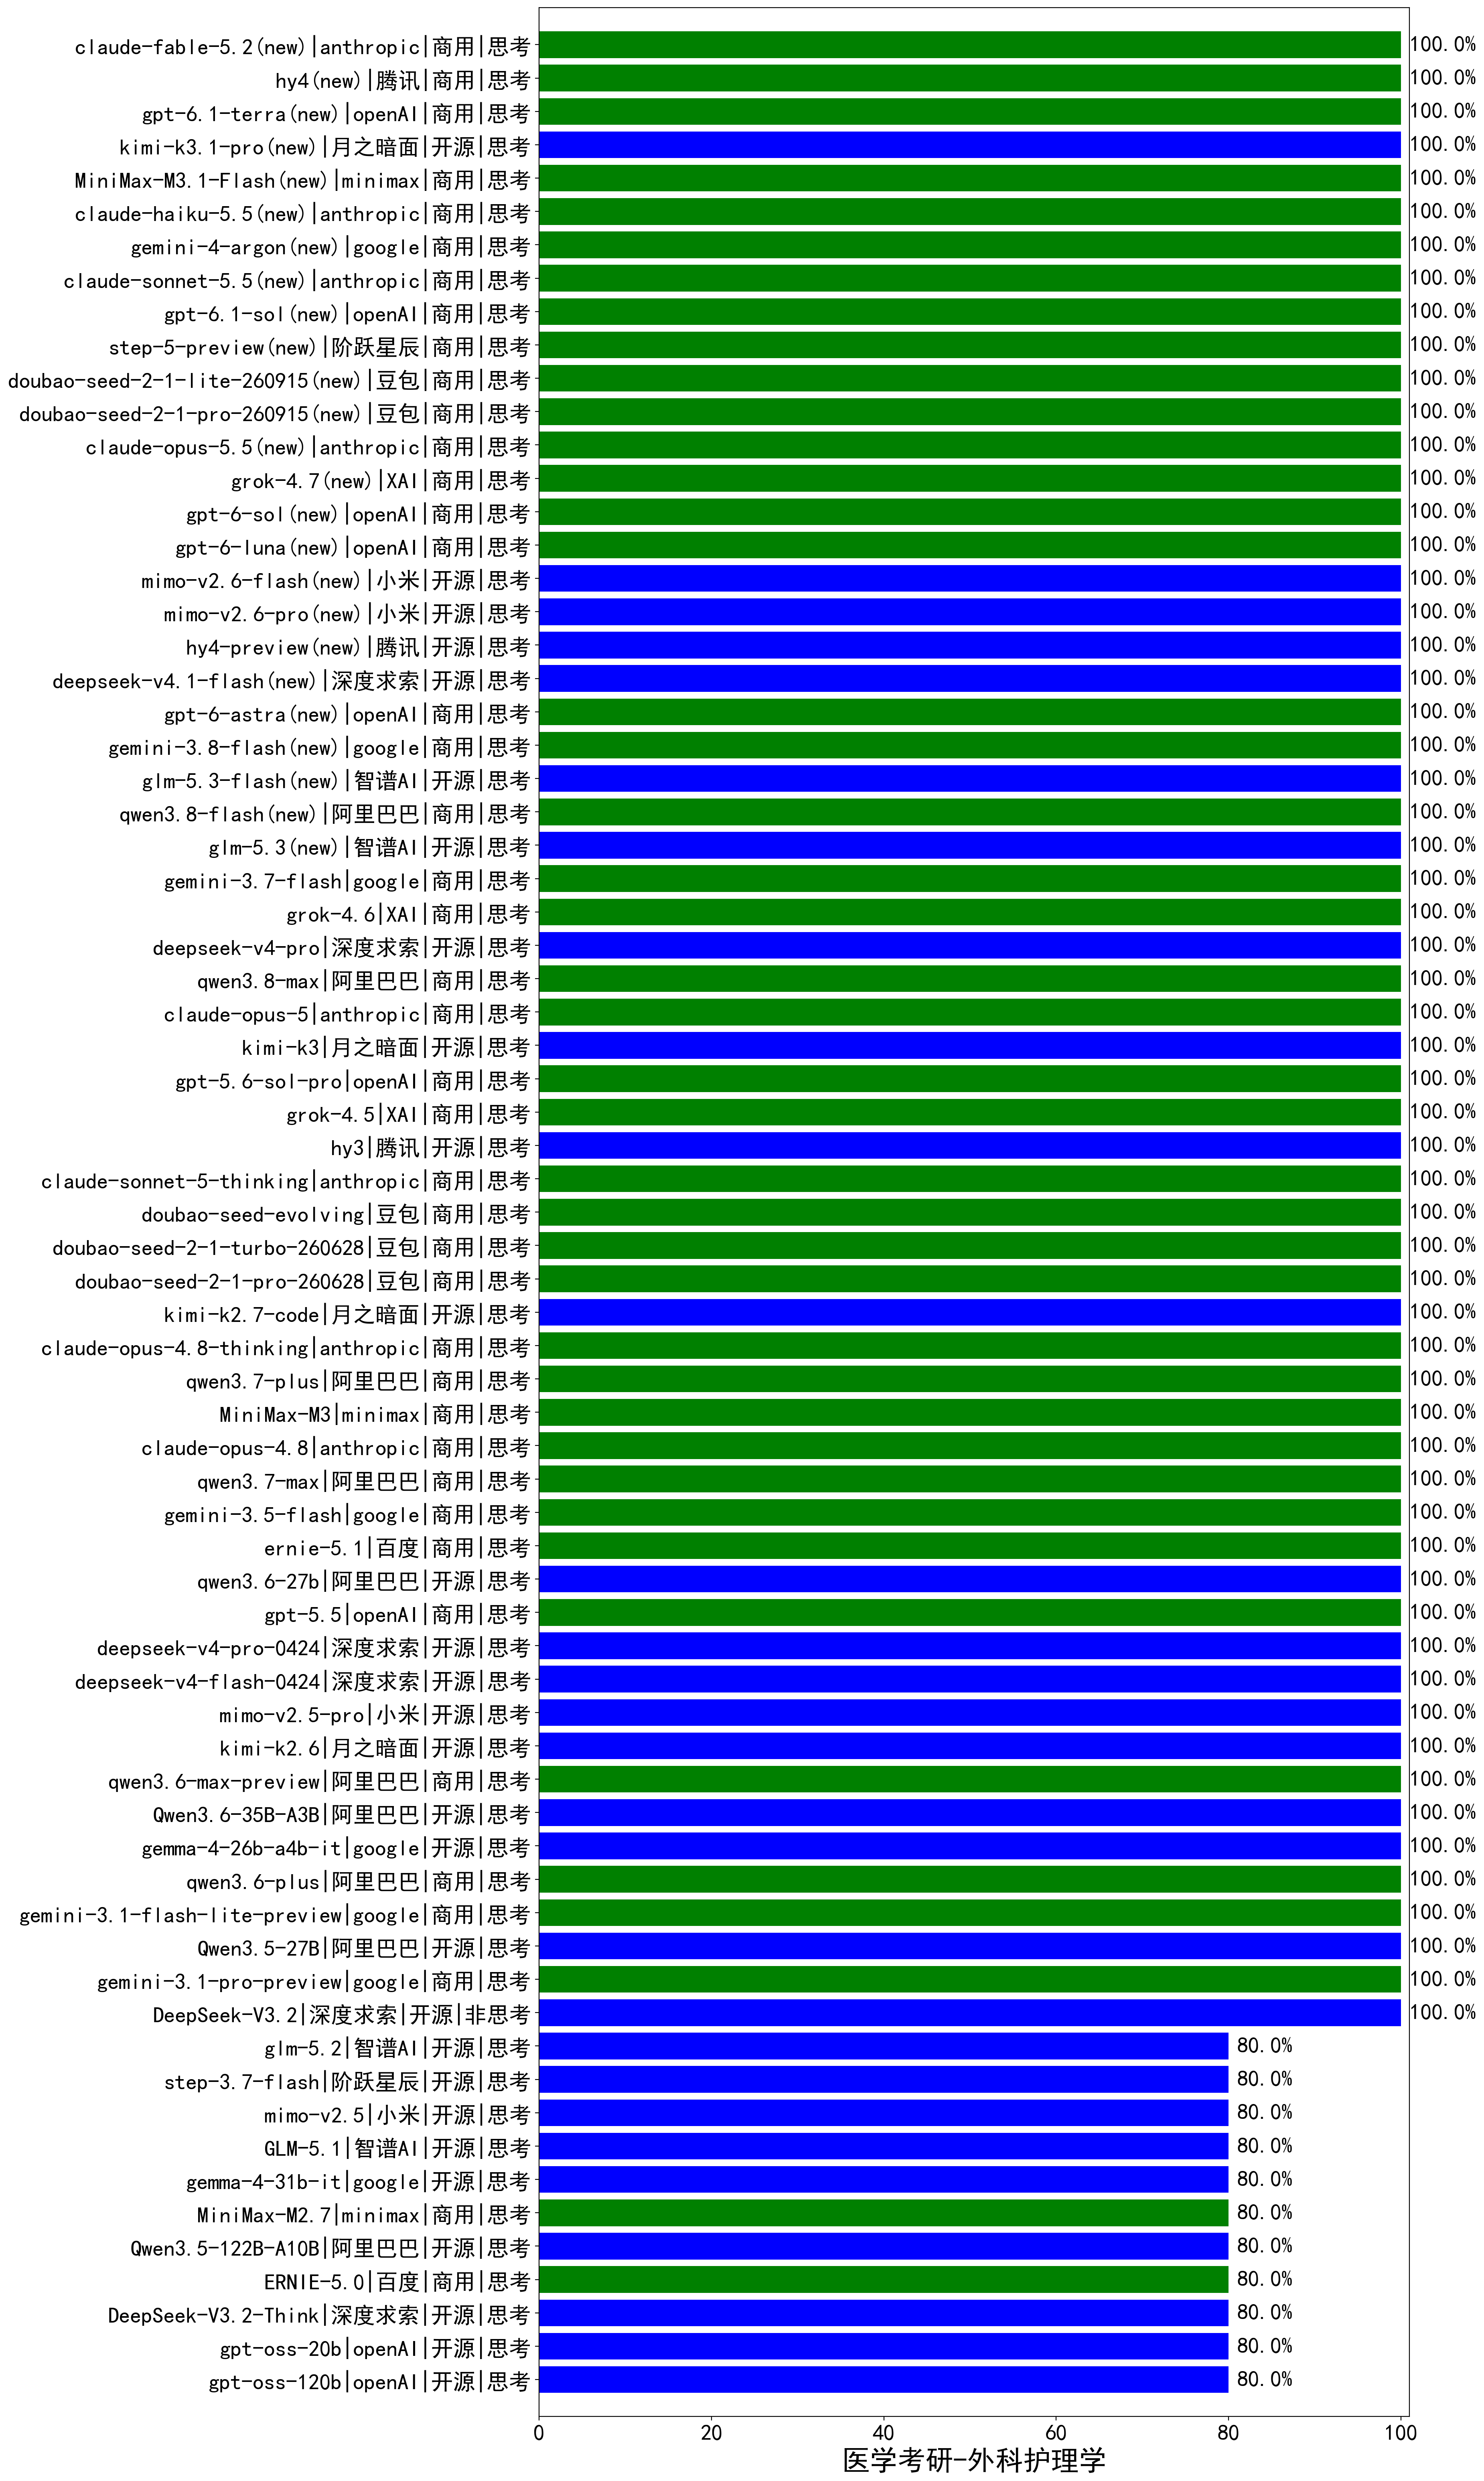 claude-fable-5.2(new)|anthropic|商用|思考 100.0%
hy4(new)|腾讯|商用|思考 100.0%
gpt-6.1-terra(new)|openAI|商用|思考 100.0%
kimi-k3.1-pro(new)|月之暗面|开源|思考 100.0%
MiniMax-M3.1-Flash(new)|minimax|商用|思考 100.0%
claude-haiku-5.5(new)|anthropic|商用|思考 100.0%
gemini-4-argon(new)|google|商用|思考 100.0%
claude-sonnet-5.5(new)|anthropic|商用|思考 100.0%
gpt-6.1-sol(new)|openAI|商用|思考 100.0%
step-5-preview(new)|阶跃星辰|商用|思考 100.0%
doubao-seed-2-1-lite-260915(new)|豆包|商用|思考 100.0%
doubao-seed-2-1-pro-260915(new)|豆包|商用|思考 100.0%
claude-opus-5.5(new)|anthropic|商用|思考 100.0%
grok-4.7(new)|XAI|商用|思考 100.0%
gpt-6-sol(new)|openAI|商用|思考 100.0%
gpt-6-luna(new)|openAI|商用|思考 100.0%
mimo-v2.6-flash(new)|小米|开源|思考 100.0%
mimo-v2.6-pro(new)|小米|开源|思考 100.0%
hy4-preview(new)|腾讯|开源|思考 100.0%
deepseek-v4.1-flash(new)|深度求索|开源|思考 100.0%
gpt-6-astra(new)|openAI|商用|思考 100.0%
gemini-3.8-flash(new)|google|商用|思考 100.0%
glm-5.3-flash(new)|智谱AI|开源|思考 100.0%
qwen3.8-flash(new)|阿里巴巴|商用|思考 100.0%
glm-5.3(new)|智谱AI|开源|思考 100.0%
gemini-3.7-flash|google|商用|思考 100.0%
grok-4.6|XAI|商用|思考 100.0%
deepseek-v4-pro|深度求索|开源|思考 100.0%
qwen3.8-max|阿里巴巴|商用|思考 100.0%
claude-opus-5|anthropic|商用|思考 100.0%
kimi-k3|月之暗面|开源|思考 100.0%
gpt-5.6-sol-pro|openAI|商用|思考 100.0%
grok-4.5|XAI|商用|思考 100.0%
hy3|腾讯|开源|思考 100.0%
claude-sonnet-5-thinking|anthropic|商用|思考 100.0%
doubao-seed-evolving|豆包|商用|思考 100.0%
doubao-seed-2-1-turbo-260628|豆包|商用|思考 100.0%
doubao-seed-2-1-pro-260628|豆包|商用|思考 100.0%
kimi-k2.7-code|月之暗面|开源|思考 100.0%
claude-opus-4.8-thinking|anthropic|商用|思考 100.0%
qwen3.7-plus|阿里巴巴|商用|思考 100.0%
MiniMax-M3|minimax|商用|思考 100.0%
claude-opus-4.8|anthropic|商用|思考 100.0%
qwen3.7-max|阿里巴巴|商用|思考 100.0%
gemini-3.5-flash|google|商用|思考 100.0%
ernie-5.1|百度|商用|思考 100.0%
qwen3.6-27b|阿里巴巴|开源|思考 100.0%
gpt-5.5|openAI|商用|思考 100.0%
deepseek-v4-pro-0424|深度求索|开源|思考 100.0%
deepseek-v4-flash-0424|深度求索|开源|思考 100.0%
mimo-v2.5-pro|小米|开源|思考 100.0%
kimi-k2.6|月之暗面|开源|思考 100.0%
qwen3.6-max-preview|阿里巴巴|商用|思考 100.0%
Qwen3.6-35B-A3B|阿里巴巴|开源|思考 100.0%
gemma-4-26b-a4b-it|google|开源|思考 100.0%
qwen3.6-plus|阿里巴巴|商用|思考 100.0%
gemini-3.1-flash-lite-preview|google|商用|思考 100.0%
Qwen3.5-27B|阿里巴巴|开源|思考 100.0%
gemini-3.1-pro-preview|google|商用|思考 100.0%
DeepSeek-V3.2|深度求索|开源|非思考 100.0%
glm-5.2|智谱AI|开源|思考 80.0%
step-3.7-flash|阶跃星辰|开源|思考 80.0%
mimo-v2.5|小米|开源|思考 80.0%
GLM-5.1|智谱AI|开源|思考 80.0%
gemma-4-31b-it|google|开源|思考 80.0%
MiniMax-M2.7|minimax|商用|思考 80.0%
Qwen3.5-122B-A10B|阿里巴巴|开源|思考 80.0%
ERNIE-5.0|百度|商用|思考 80.0%
DeepSeek-V3.2-Think|深度求索|开源|思考 80.0%
gpt-oss-20b|openAI|开源|思考 80.0%
gpt-oss-120b|openAI|开源|思考 80.0%
0 20 40 60 80 100
医学考研-外科护理学